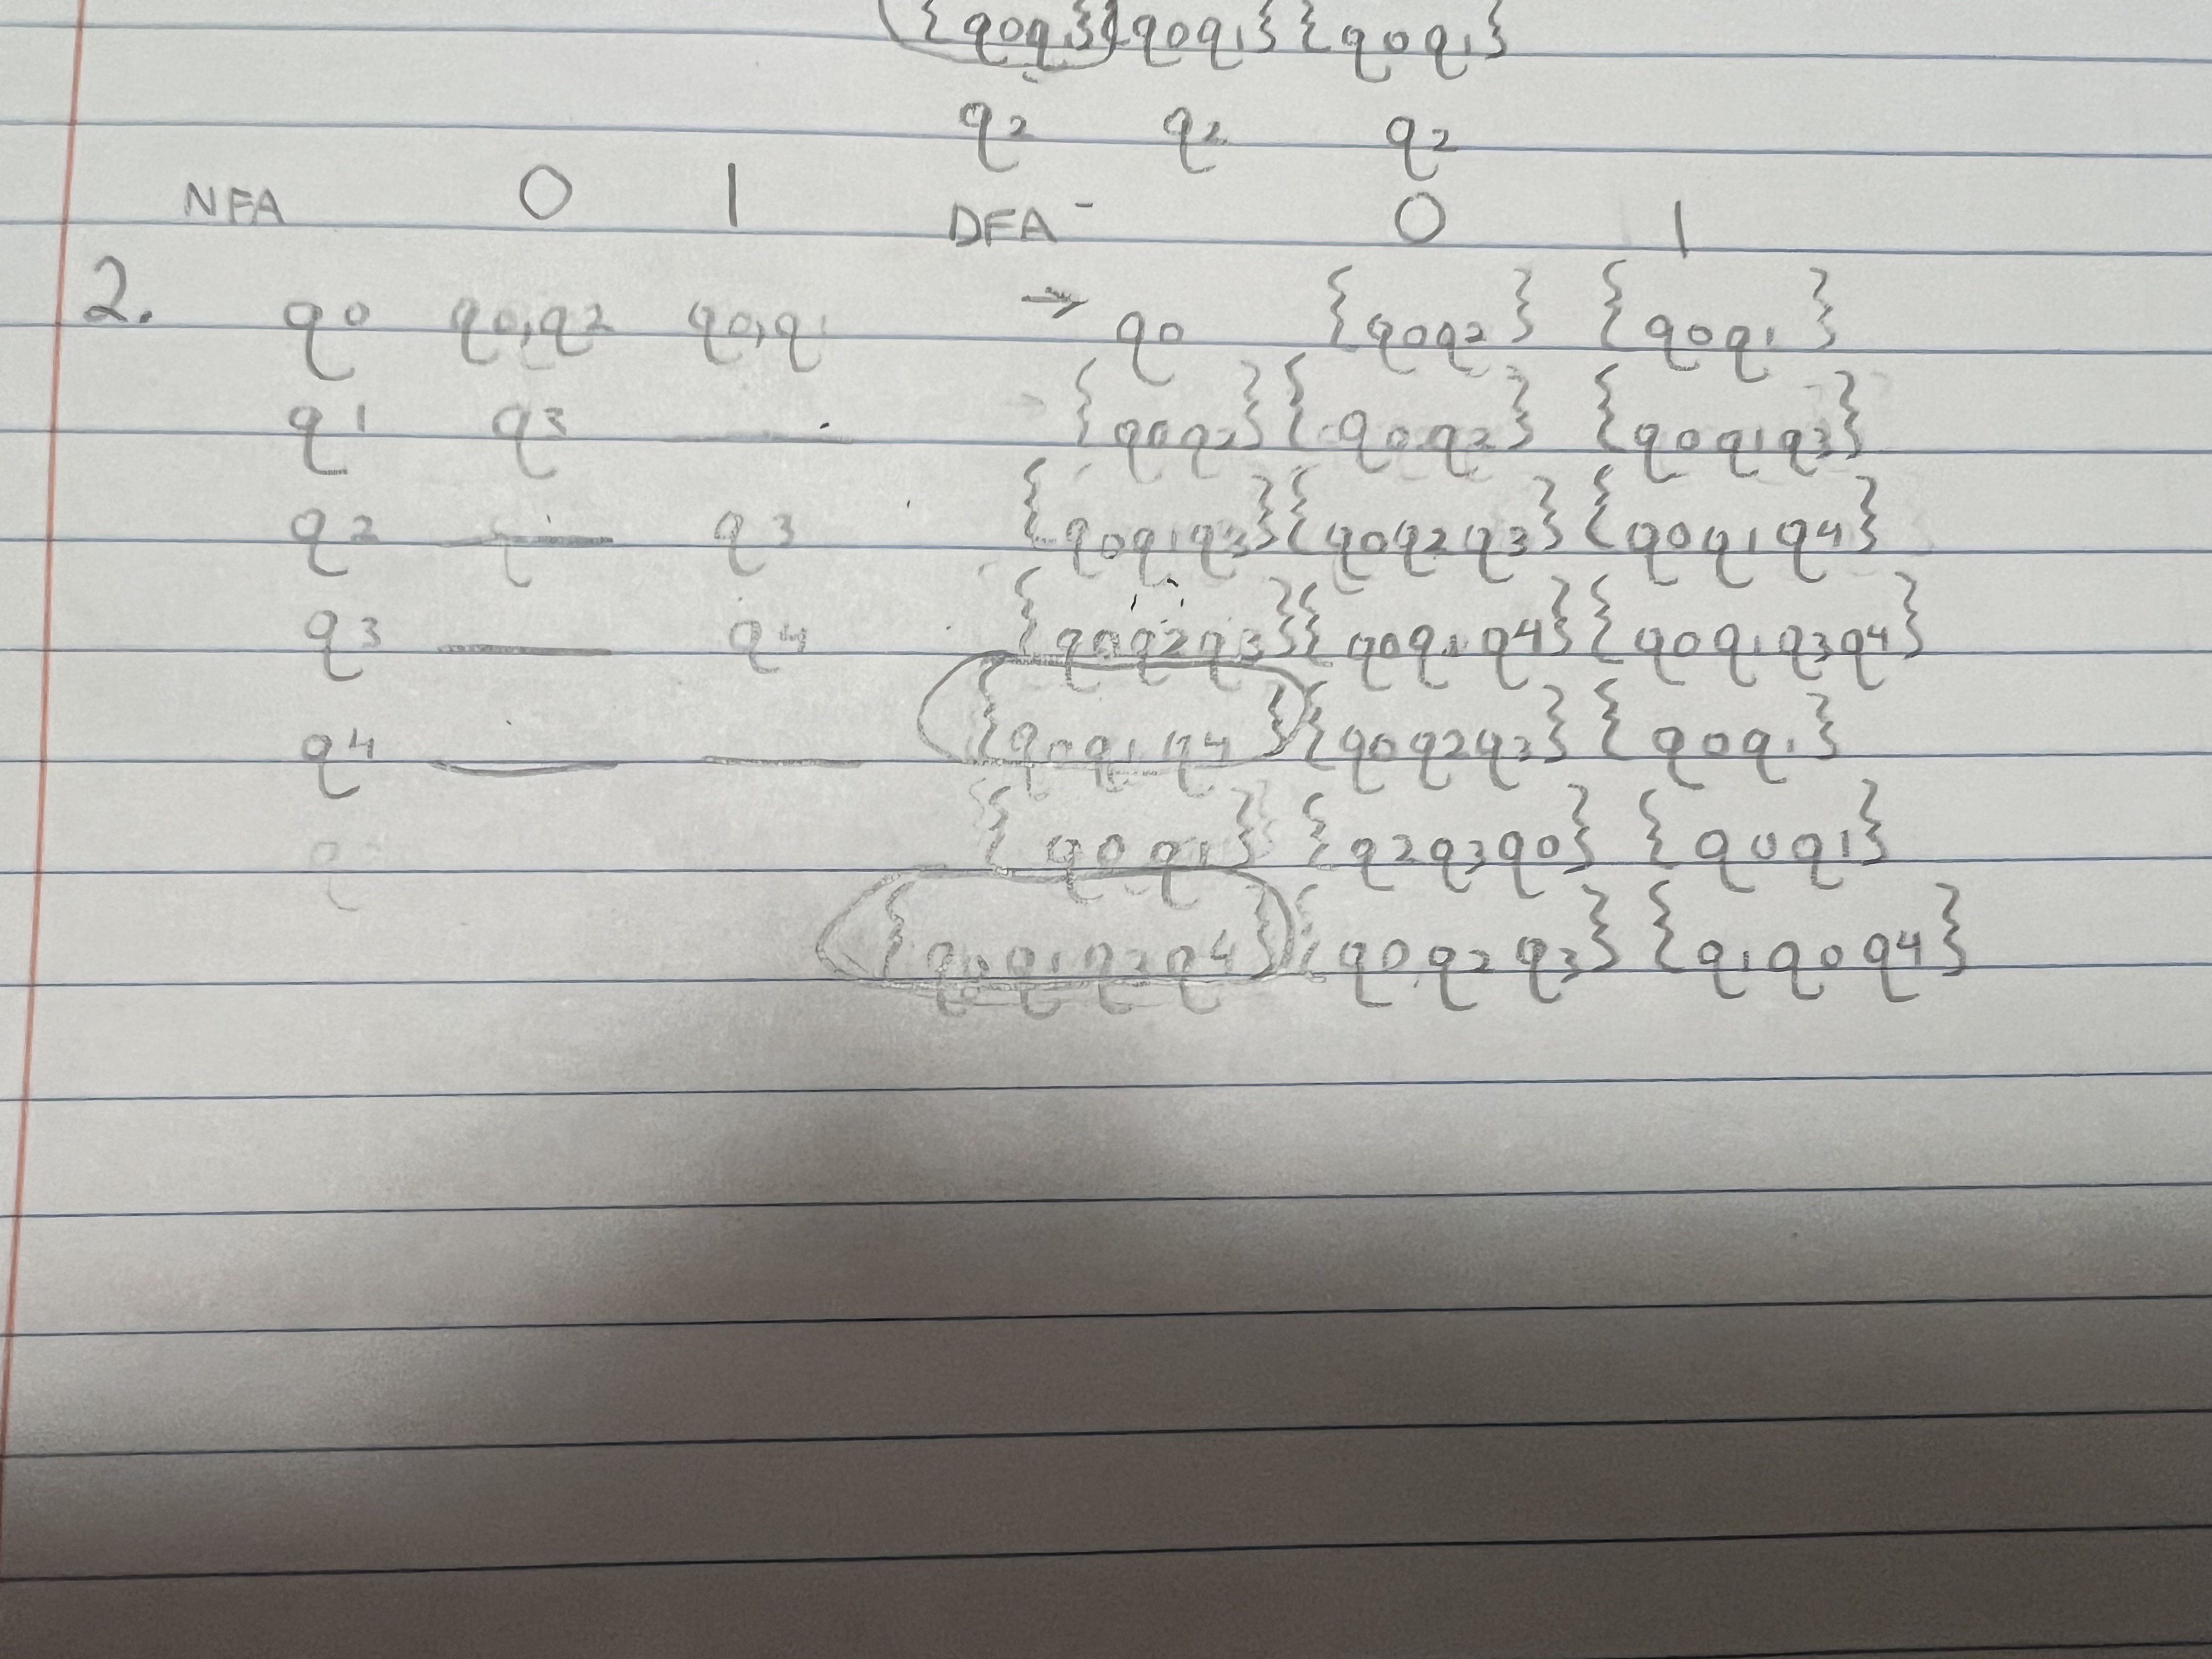 {q0q3} {q0q1} {q0q1}
q2 q2 q2
NFA 0 1 DFA 0 1
2. q0 q0,q2 q0,q1 → q0 {q0q2} {q0q1}
q1 q3 — {q0q2} {q0q2} {q0q1q3}
q2 — q3 {q0q1q3} {q0q2q3} {q0q1q4}
q3 — q4 {q0q2q3} {q0q1q4} {q0q1q3q4}
q4 — — {q0q1q4} {q0q2q3} {q0q1}
{q0q1} {q2q3q0} {q0q1}
{q0q1q3q4} {q0q2q3} {q1q0q4}